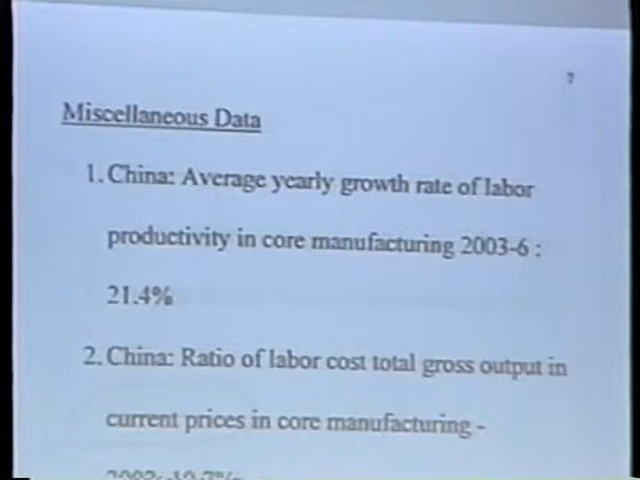 7
Miscellaneous Data
1. China: Average yearly growth rate of labor
productivity in core manufacturing 2003-6 :
21.4%
2. China: Ratio of labor cost total gross output in
current prices in core manufacturing -